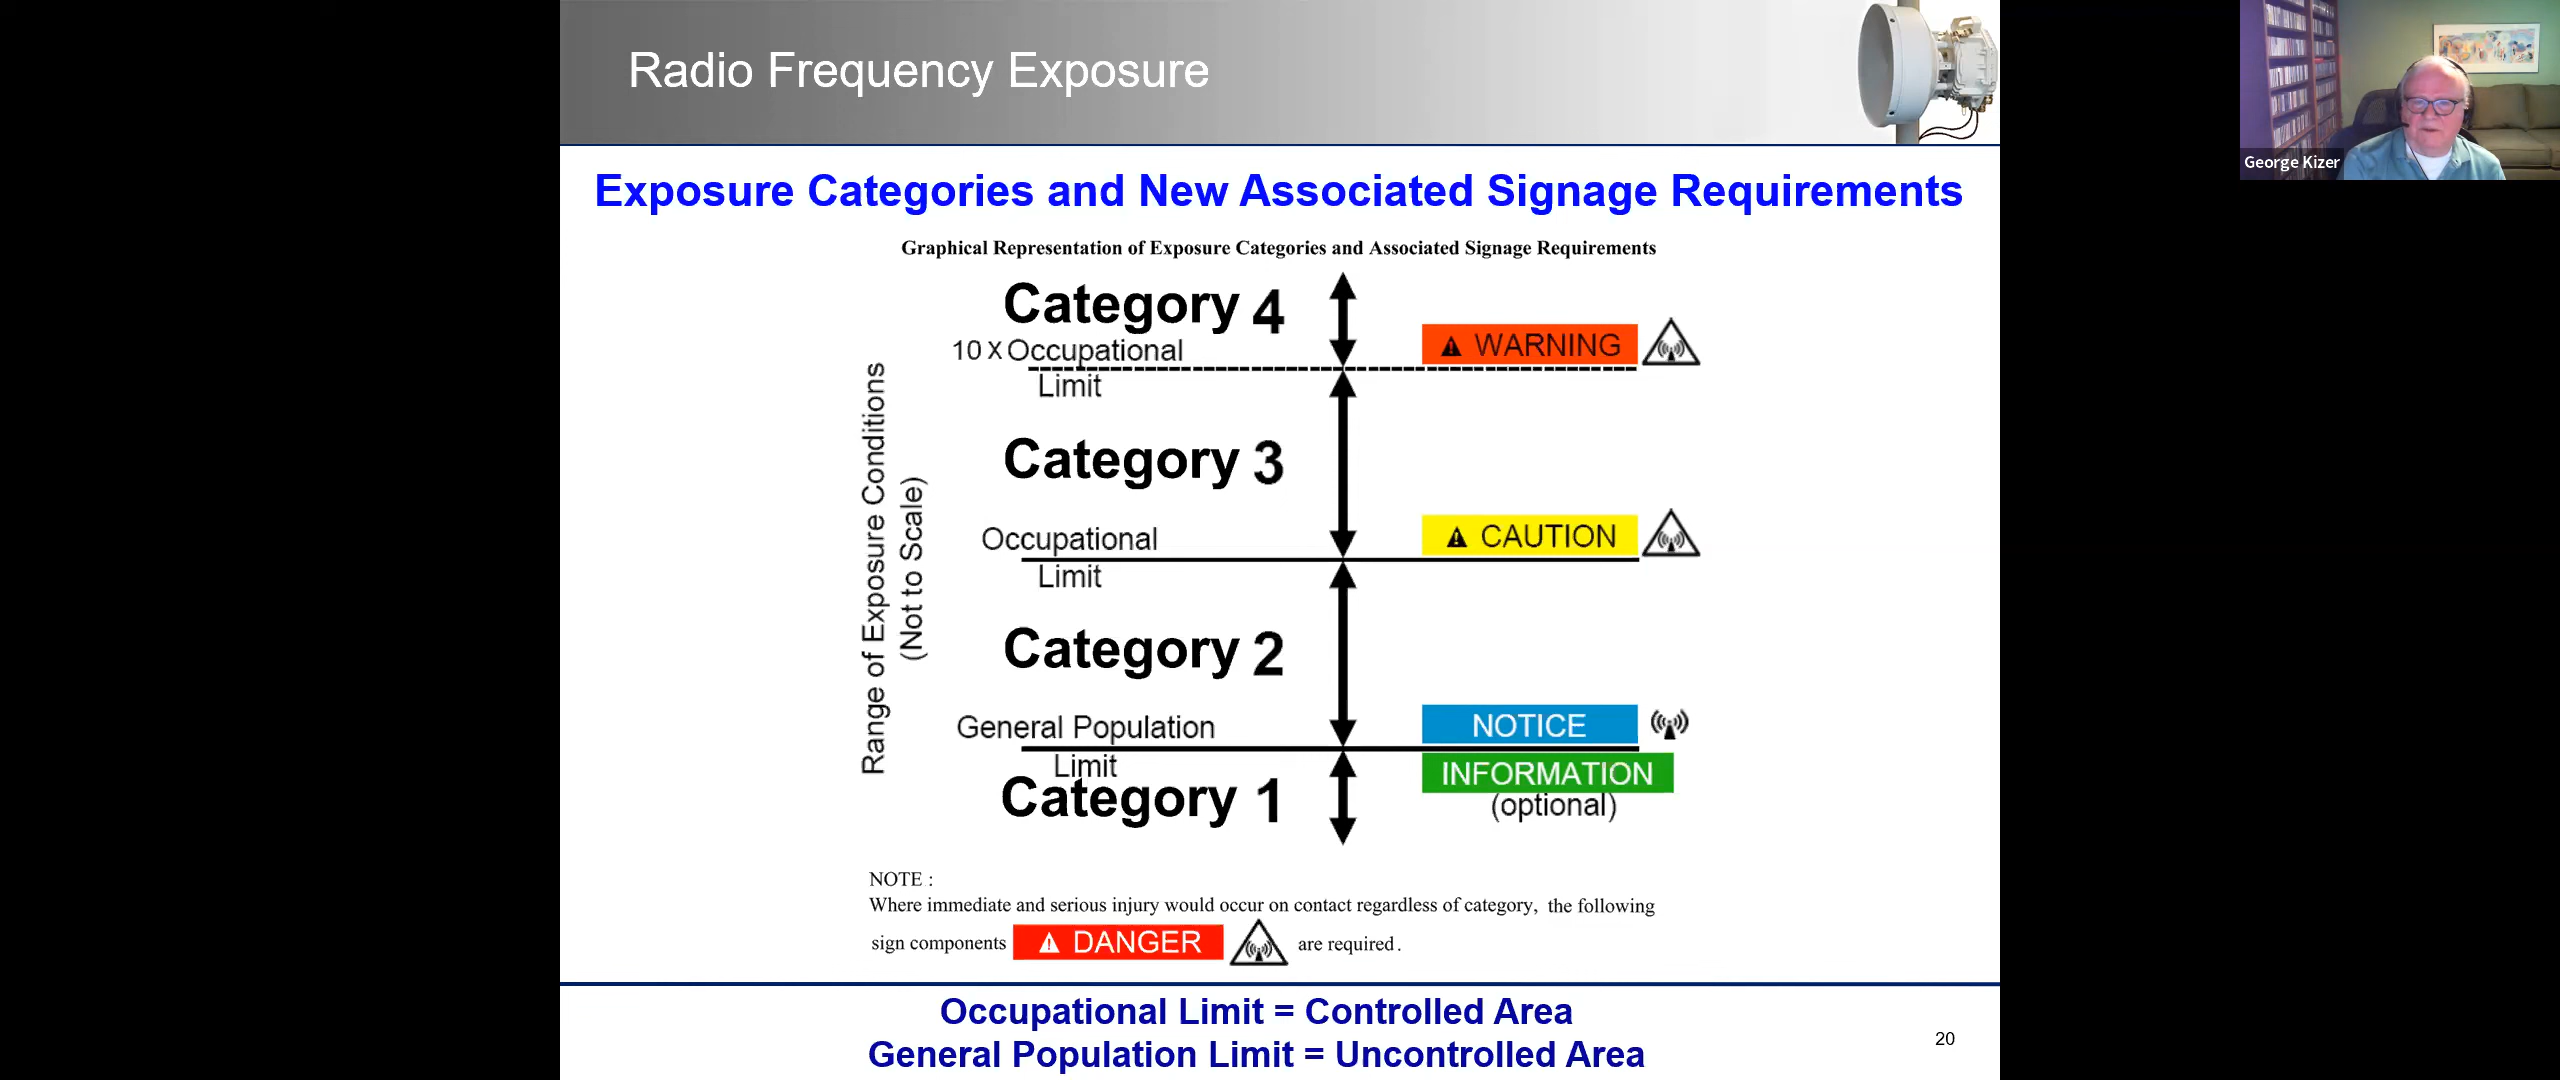 Radio Frequency Exposure
George Kizer
Exposure Categories and New Associated Signage Requirements
Graphical Representation of Exposure Categories and Associated Signage Requirements
Range of Exposure Conditions
(Not to Scale)
Category 4
10 X Occupational
Limit
WARNING
Category 3
Occupational
Limit
CAUTION
Category 2
General Population
Limit
NOTICE
INFORMATION
(optional)
Category 1
NOTE :
Where immediate and serious injury would occur on contact regardless of category, the following
sign components DANGER are required.
Occupational Limit = Controlled Area
General Population Limit = Uncontrolled Area
20